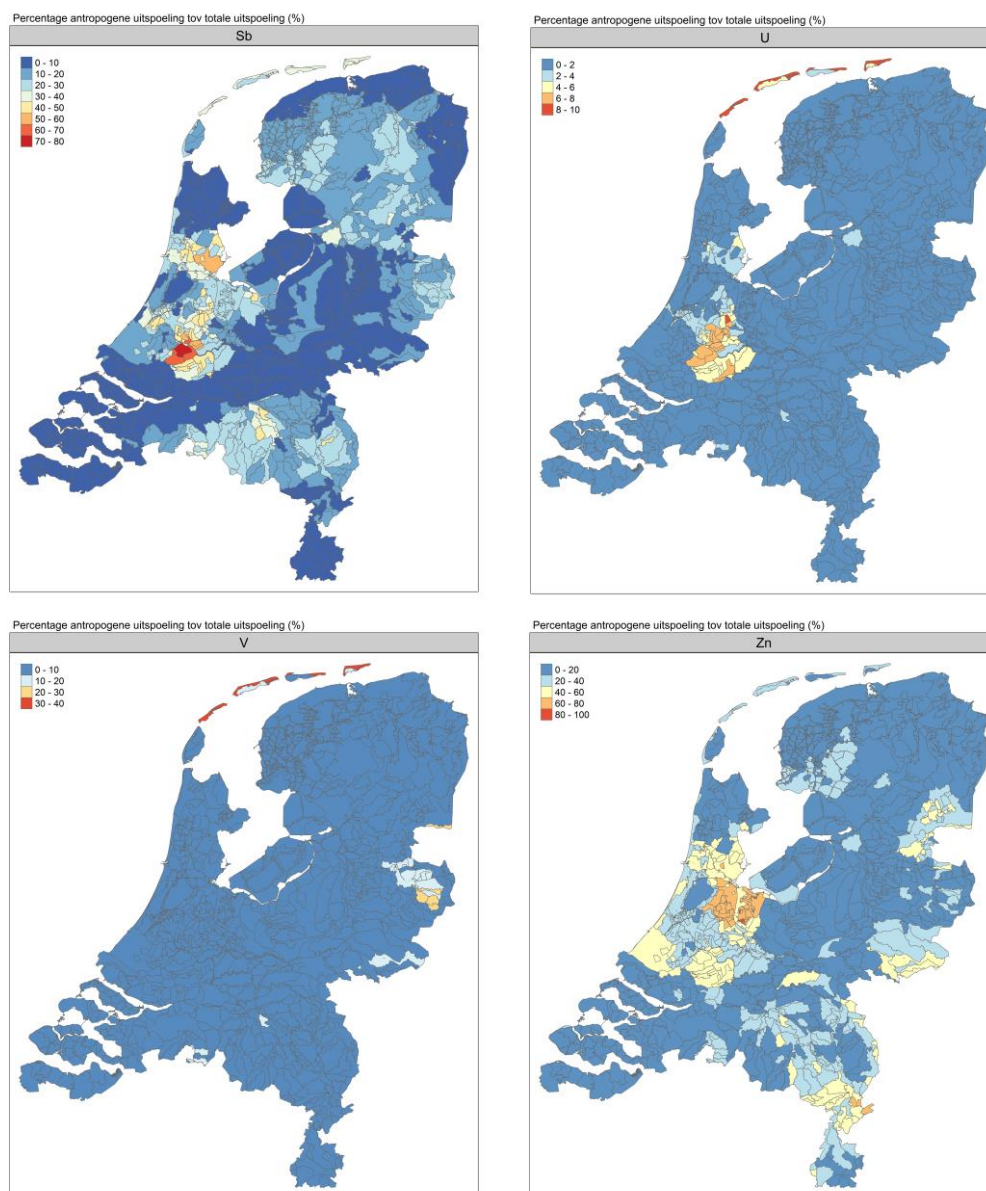 Percentage antropogene uitspoeling tov totale uitspoeling (%)
Sb
0 - 10
10 - 20
20 - 30
30 - 40
40 - 50
50 - 60
60 - 70
70 - 80
Percentage antropogene uitspoeling tov totale uitspoeling (%)
U
0 - 2
2 - 4
4 - 6
6 - 8
8 - 10
Percentage antropogene uitspoeling tov totale uitspoeling (%)
V
0 - 10
10 - 20
20 - 30
30 - 40
Percentage antropogene uitspoeling tov totale uitspoeling (%)
Zn
0 - 20
20 - 40
40 - 60
60 - 80
80 - 100